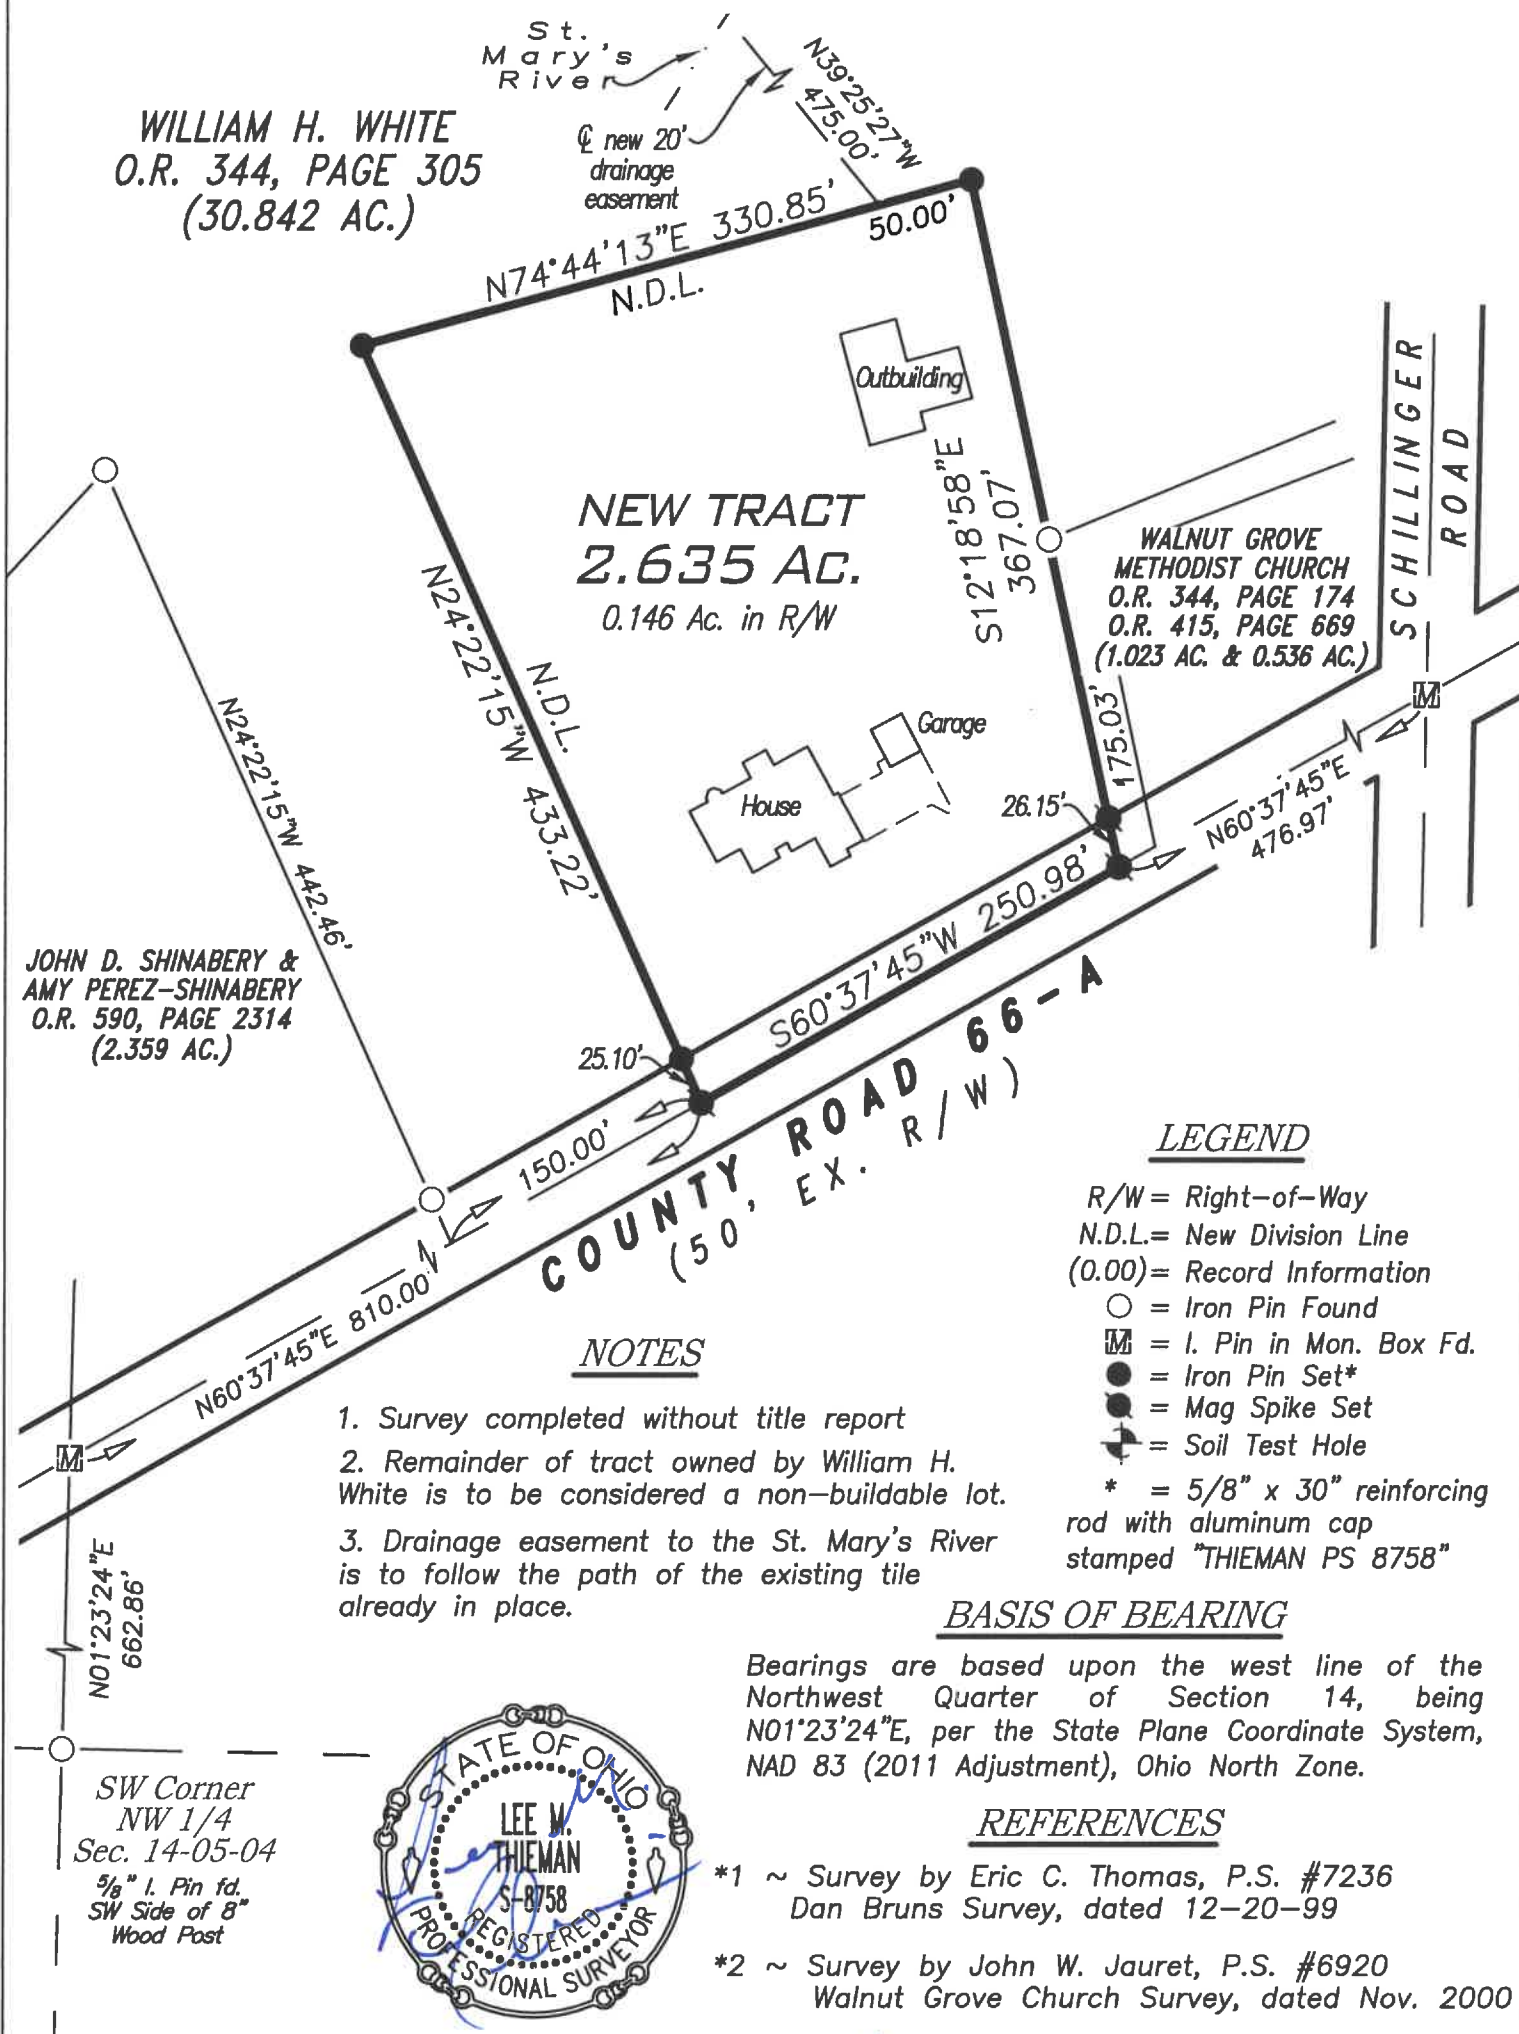 St.
Mary's
River
N39°25'27"W
475.00'
WILLIAM H. WHITE
O.R. 344, PAGE 305
(30.842 AC.)
℄ new 20'
drainage
easement
N74°44'13"E 330.85'
50.00'
N.D.L.
Outbuilding
SCHILLINGER
ROAD
NEW TRACT
2.635 AC.
0.146 Ac. in R/W
S12°18'58"E
367.07'
WALNUT GROVE
METHODIST CHURCH
O.R. 344, PAGE 174
O.R. 415, PAGE 669
(1.023 AC. & 0.536 AC.)
N24°22'15"W 433.22'
N.D.L.
N24°22'15"W 442.46'
M
175.03'
Garage
House
26.15'
N60°37'45"E
476.97'
S60°37'45"W 250.98'
JOHN D. SHINABERY &
AMY PEREZ-SHINABERY
O.R. 590, PAGE 2314
(2.359 AC.)
25.10'
150.00'
COUNTY ROAD 66-A
(50' EX. R/W)
N60°37'45"E 810.00'
M
LEGEND
R/W = Right-of-Way
N.D.L.= New Division Line
(0.00)= Record Information
= Iron Pin Found
M = I. Pin in Mon. Box Fd.
= Iron Pin Set*
= Mag Spike Set
= Soil Test Hole
* = 5/8" x 30" reinforcing
rod with aluminum cap
stamped "THIEMAN PS 8758"
NOTES
1. Survey completed without title report
2. Remainder of tract owned by William H.
White is to be considered a non-buildable lot.
3. Drainage easement to the St. Mary's River
is to follow the path of the existing tile
already in place.
N01°23'24"E
662.86'
BASIS OF BEARING
Bearings are based upon the west line of the
Northwest Quarter of Section 14, being
N01°23'24"E, per the State Plane Coordinate System,
NAD 83 (2011 Adjustment), Ohio North Zone.
SW Corner
NW 1/4
Sec. 14-05-04
5/8" I. Pin fd.
SW Side of 8"
Wood Post
STATE OF OHIO
LEE M.
THIEMAN
S-8758
REGISTERED
PROFESSIONAL SURVEYOR
REFERENCES
*1 ~ Survey by Eric C. Thomas, P.S. #7236
Dan Bruns Survey, dated 12-20-99
*2 ~ Survey by John W. Jauret, P.S. #6920
Walnut Grove Church Survey, dated Nov. 2000